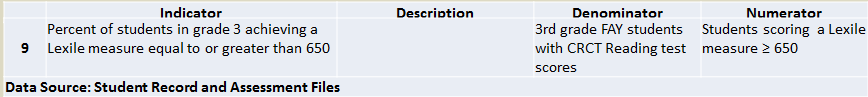 Indicator Description Denominator Numerator
9 Percent of students in grade 3 achieving a Lexile measure equal to or greater than 650
3rd grade FAY students with CRCT Reading test scores
Students scoring a Lexile measure ≥ 650
Data Source: Student Record and Assessment Files